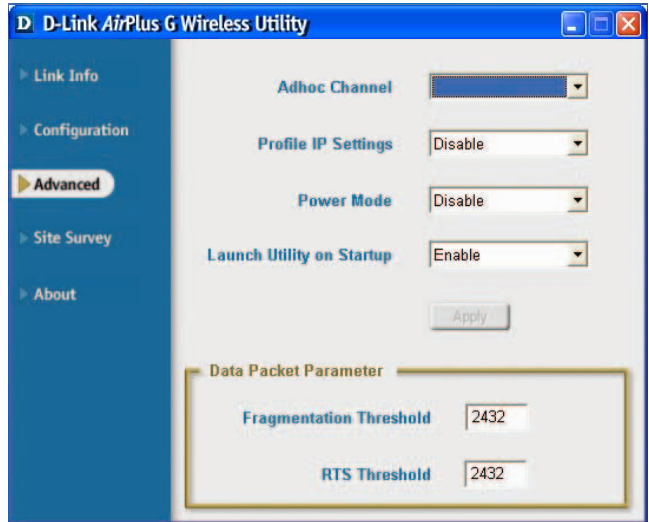 D D-Link AirPlus G Wireless Utility
Link Info
Configuration
Advanced
Site Survey
About
Adhoc Channel
Profile IP Settings Disable
Power Mode Disable
Launch Utility on Startup Enable
Apply
Data Packet Parameter
Fragmentation Threshold 2432
RTS Threshold 2432